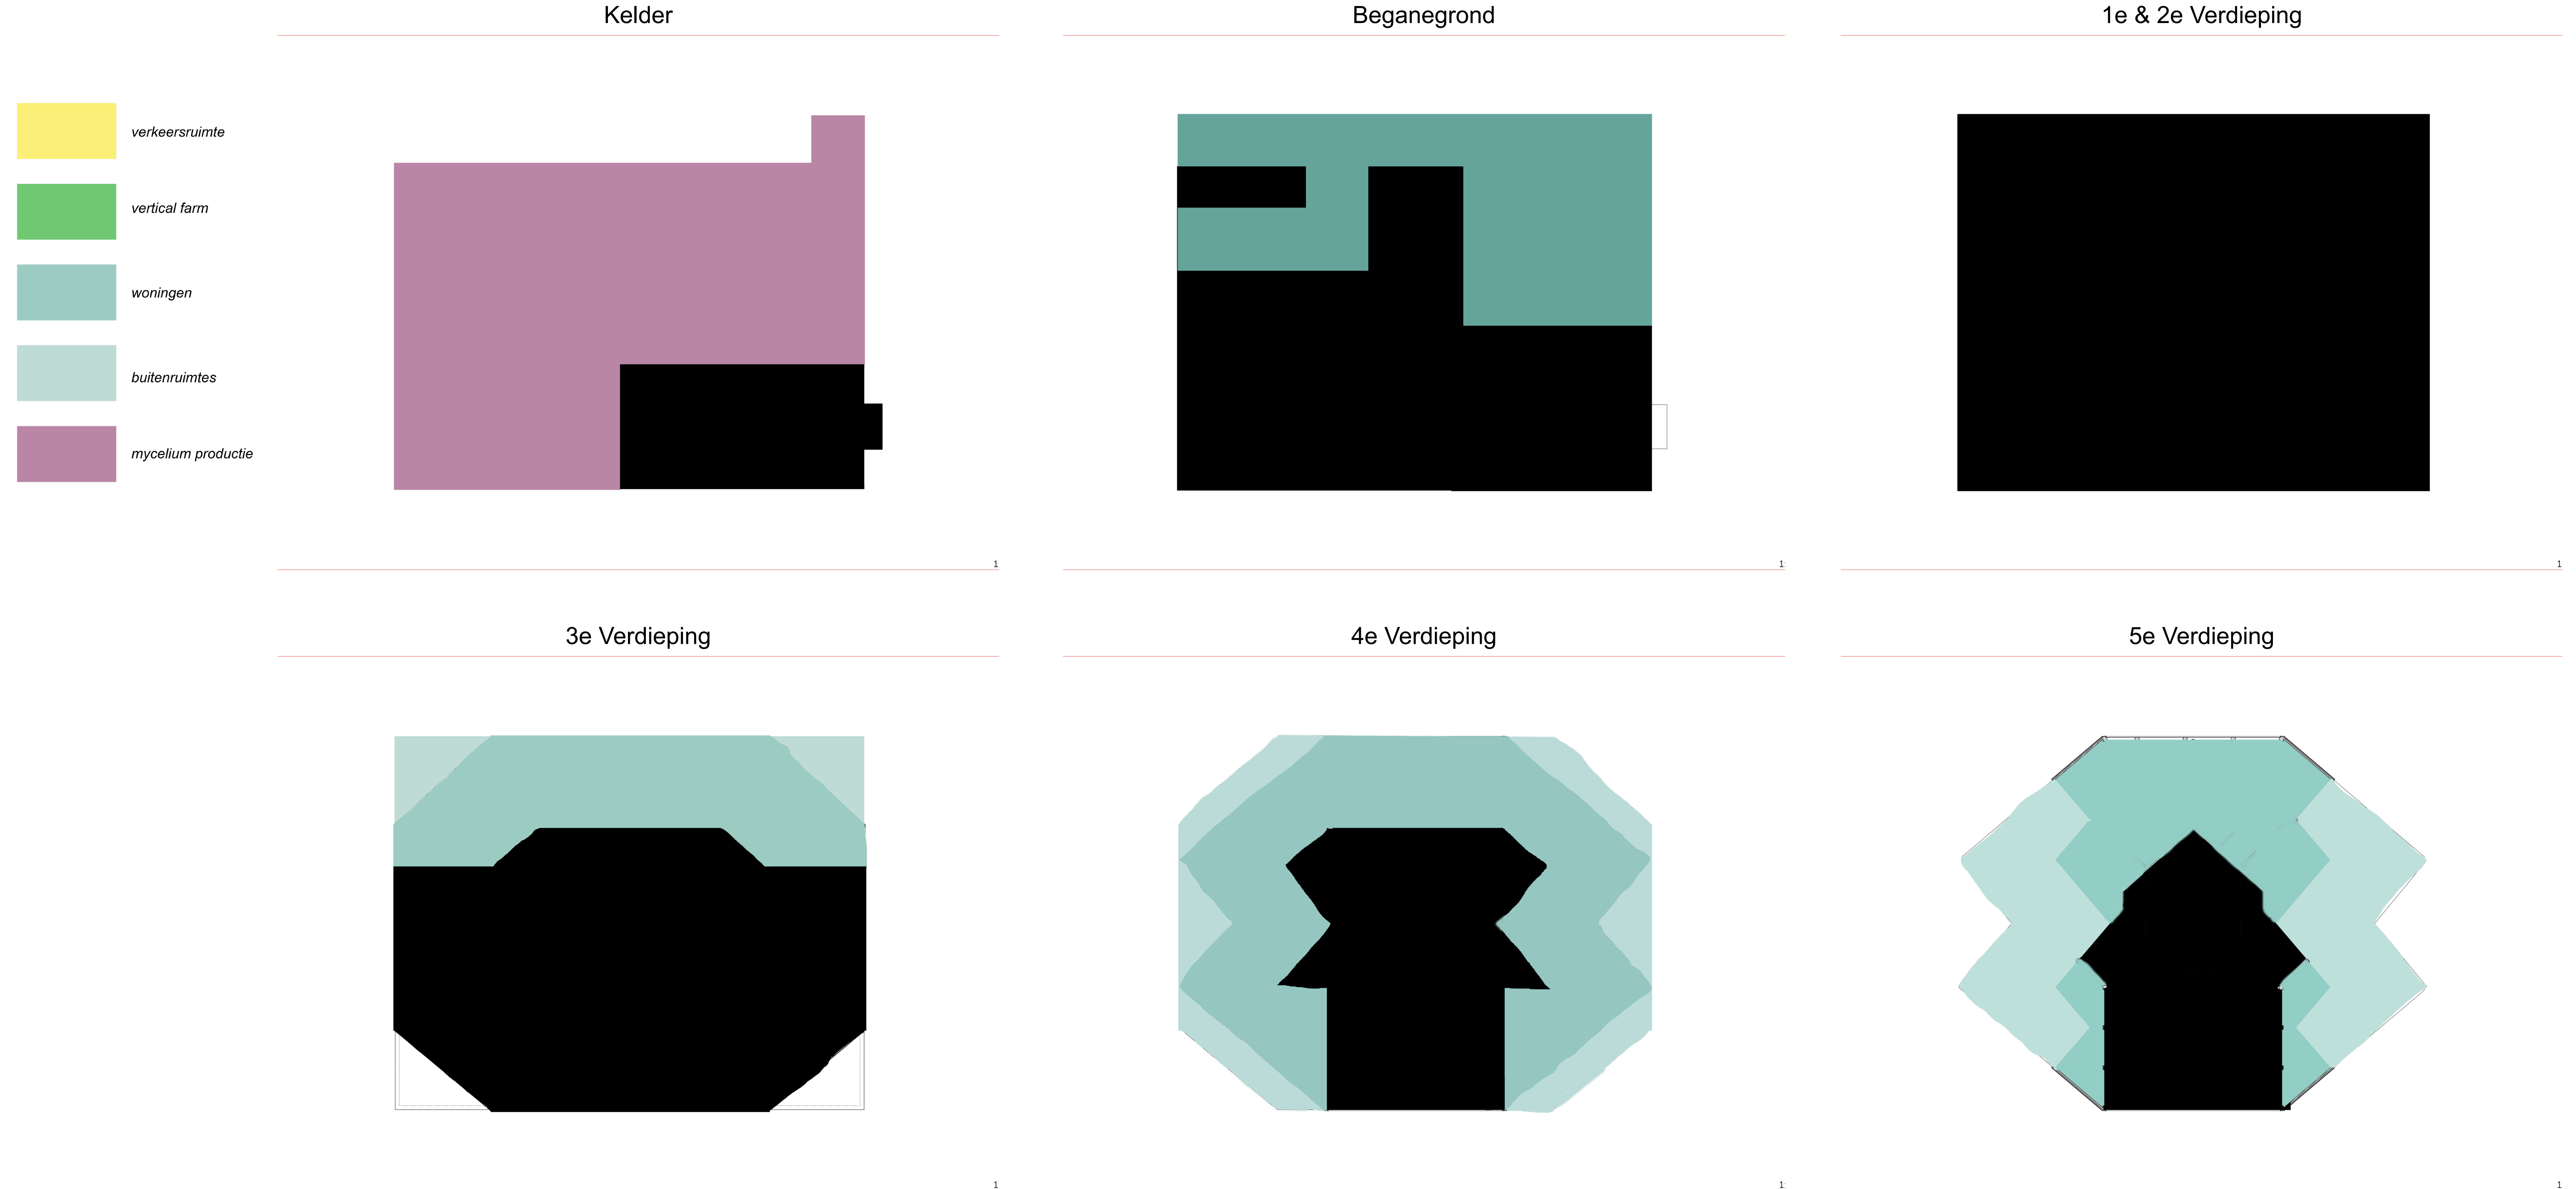 Kelder
Beganegrond
1e & 2e Verdieping
verkeersruimte
vertical farm
woningen
buitenruimtes
mycelium productie
1
1:
1
3e Verdieping
4e Verdieping
5e Verdieping
1
1:
1